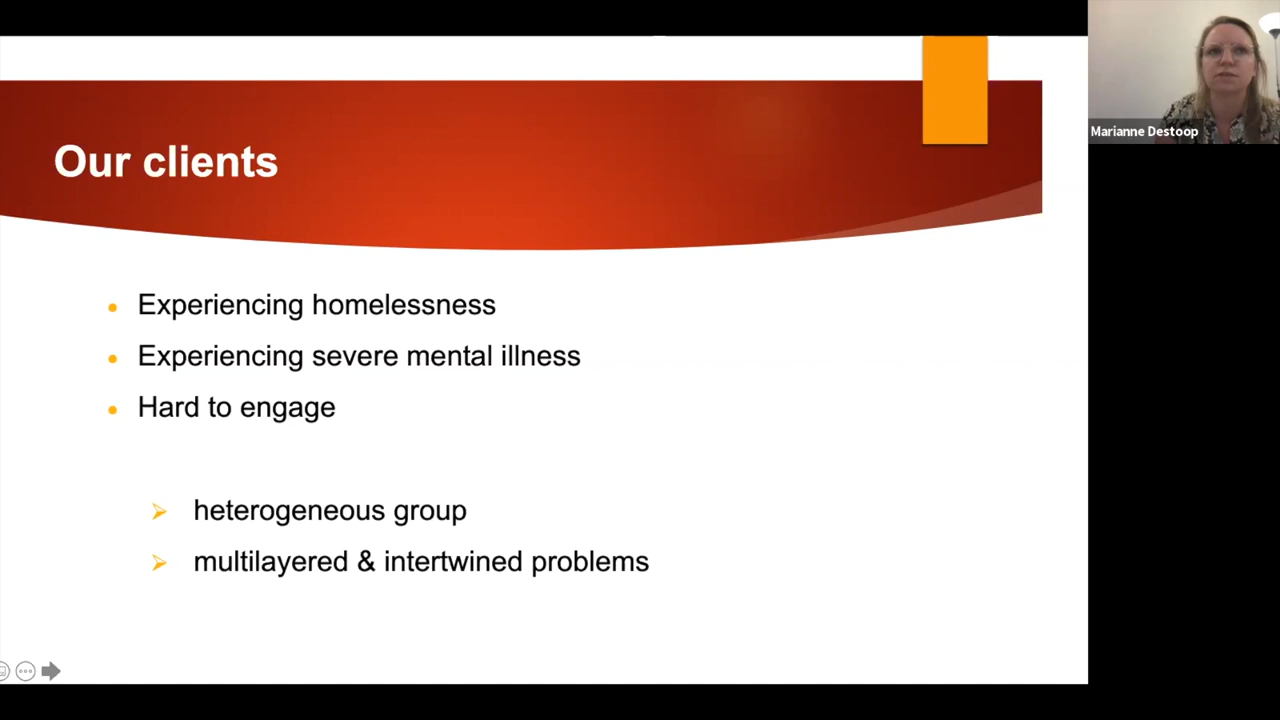 Our clients
Marianne Destoop
Experiencing homelessness
Experiencing severe mental illness
Hard to engage
heterogeneous group
multilayered & intertwined problems